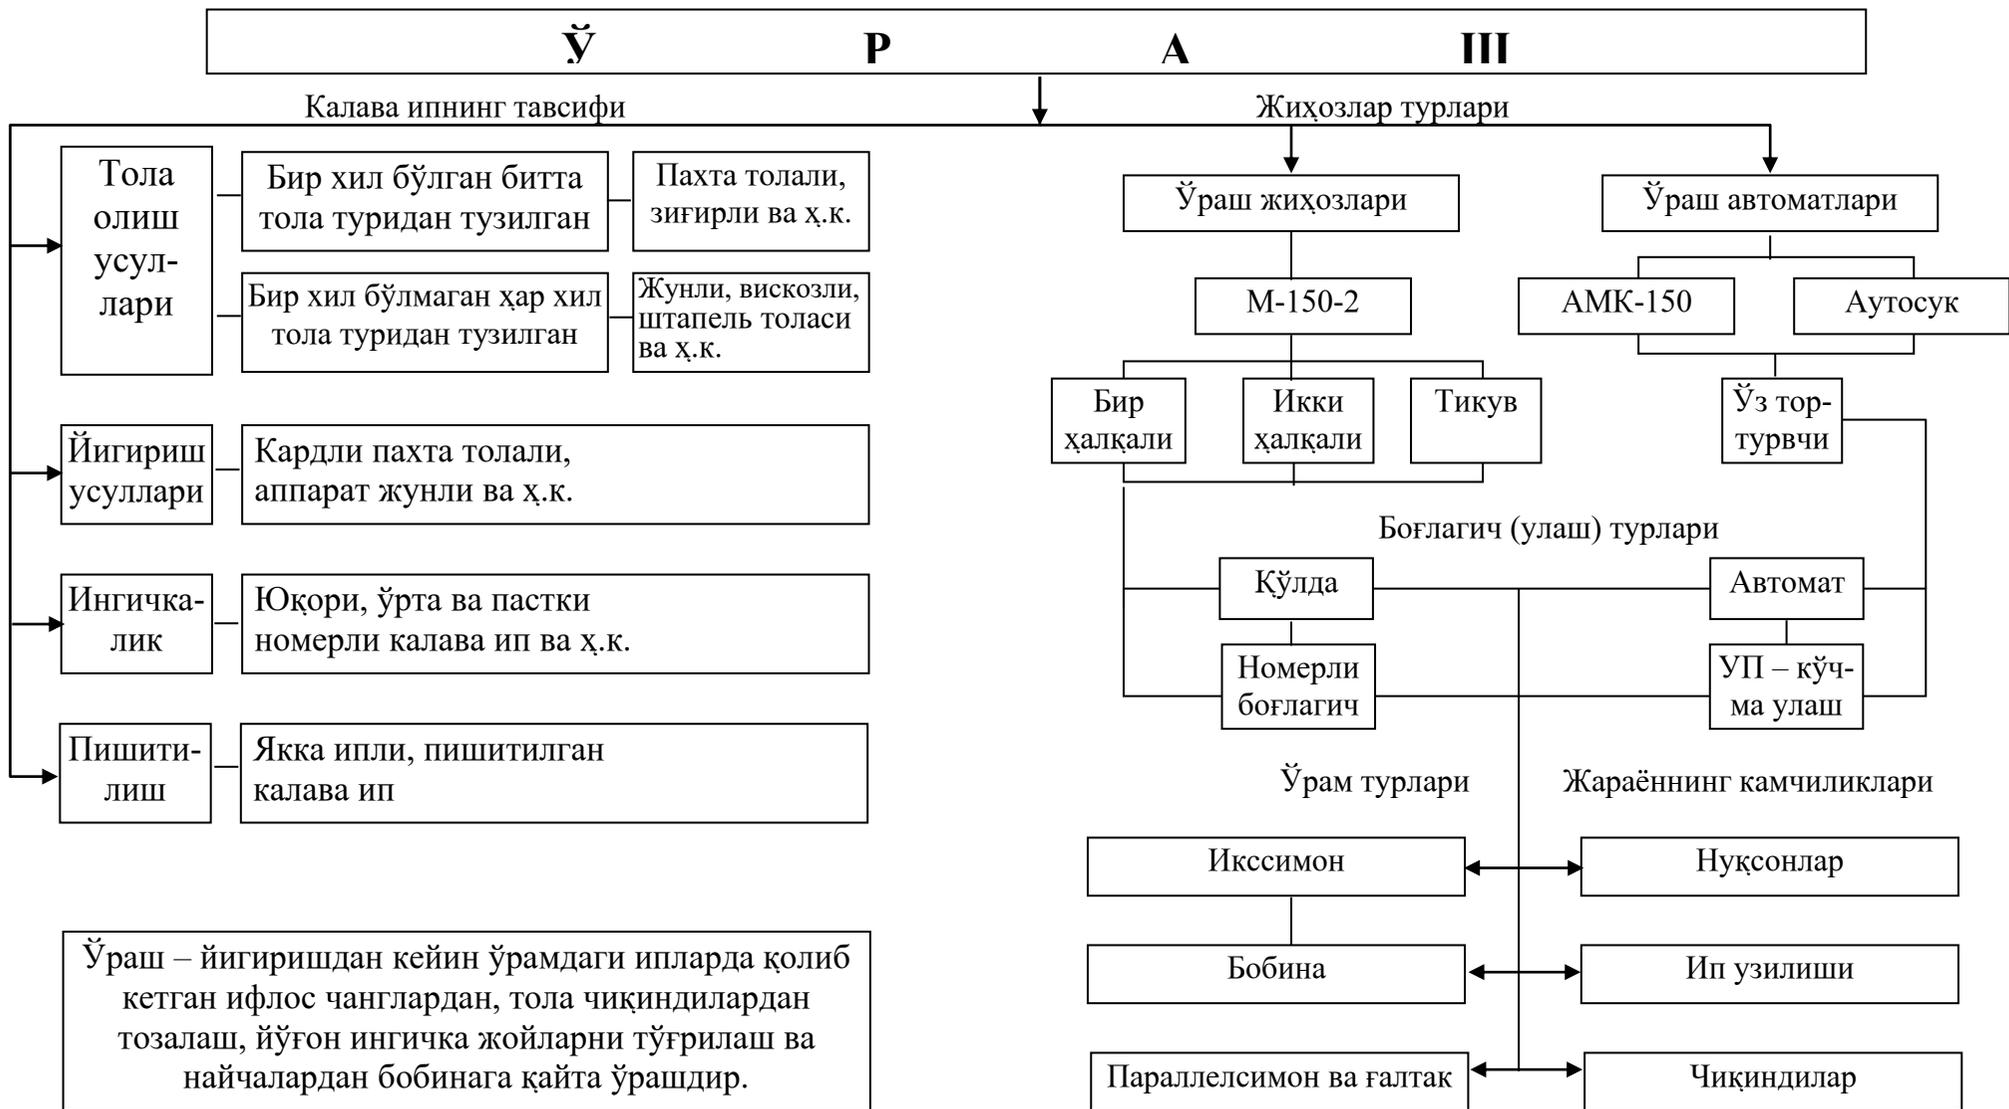 Ў Р А Ш
Калава ипнинг тавсифи
Жиҳозлар турлари
Тола
олиш
усул-
лари
Бир хил бўлган битта
тола туридан тузилган
Пахта толали,
зиғирли ва ҳ.к.
Бир хил бўлмаган ҳар хил
тола туридан тузилган
Жунли, вискозли,
штапель толаси
ва ҳ.к.
Йигириш
усуллари
Кардли пахта толали,
аппарат жунли ва ҳ.к.
Ингичка-
лик
Юқори, ўрта ва пастки
номерли калава ип ва ҳ.к.
Пишити-
лиш
Якка ипли, пишитилган
калава ип
Ўраш – йигиришдан кейин ўрамдаги ипларда қолиб
кетган ифлос чанглардан, тола чиқиндилардан
тозалаш, йўғон ингичка жойларни тўғрилаш ва
найчалардан бобинага қайта ўрашдир.
Ўраш жиҳозлари
Ўраш автоматлари
М-150-2
АМК-150
Аутосук
Бир
ҳалқали
Икки
ҳалқали
Тикув
Ўз тор-
турвчи
Боғлагич (улаш) турлари
Қўлда
Автомат
Номерли
боғлагич
УП – кўч-
ма улаш
Ўрам турлари
Жараённинг камчиликлари
Икссимон
Нуқсонлар
Бобина
Ип узилиши
Параллелсимон ва ғалтак
Чиқиндилар